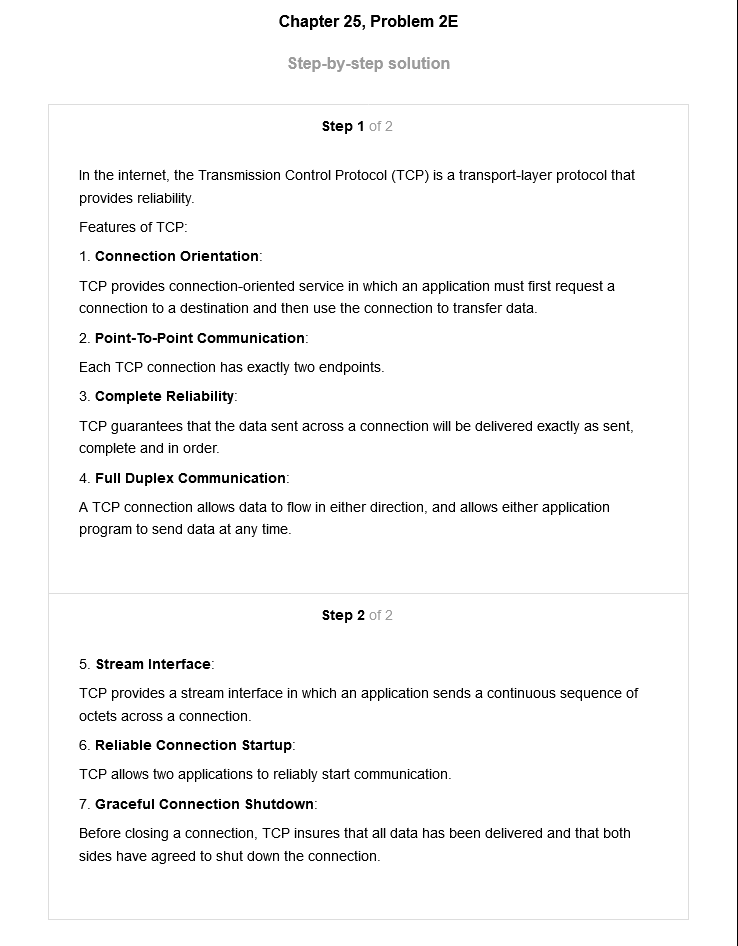 Chapter 25, Problem 2E
Step-by-step solution
Step 1 of 2
In the internet, the Transmission Control Protocol (TCP) is a transport-layer protocol that
provides reliability.
Features of TCP:
1. Connection Orientation:
TCP provides connection-oriented service in which an application must first request a
connection to a destination and then use the connection to transfer data.
2. Point-To-Point Communication:
Each TCP connection has exactly two endpoints.
3. Complete Reliability:
TCP guarantees that the data sent across a connection will be delivered exactly as sent,
complete and in order.
4. Full Duplex Communication:
A TCP connection allows data to flow in either direction, and allows either application
program to send data at any time.
Step 2 of 2
5. Stream Interface:
TCP provides a stream interface in which an application sends a continuous sequence of
octets across a connection.
6. Reliable Connection Startup:
TCP allows two applications to reliably start communication.
7. Graceful Connection Shutdown:
Before closing a connection, TCP insures that all data has been delivered and that both
sides have agreed to shut down the connection.